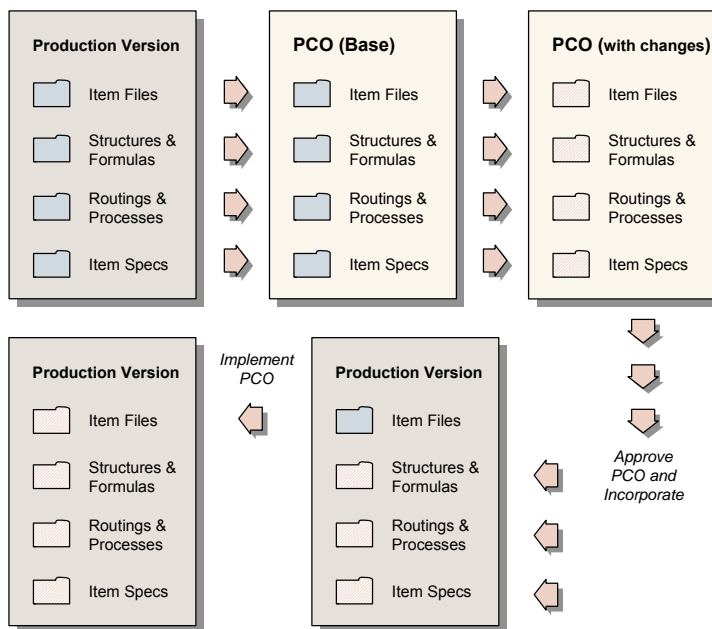 Production Version
Item Files
Structures &
Formulas
Routings &
Processes
Item Specs
PCO (Base)
Item Files
Structures &
Formulas
Routings &
Processes
Item Specs
PCO (with changes)
Item Files
Structures &
Formulas
Routings &
Processes
Item Specs
Approve
PCO and
Incorporate
Production Version
Item Files
Structures &
Formulas
Routings &
Processes
Item Specs
Implement
PCO
Production Version
Item Files
Structures &
Formulas
Routings &
Processes
Item Specs